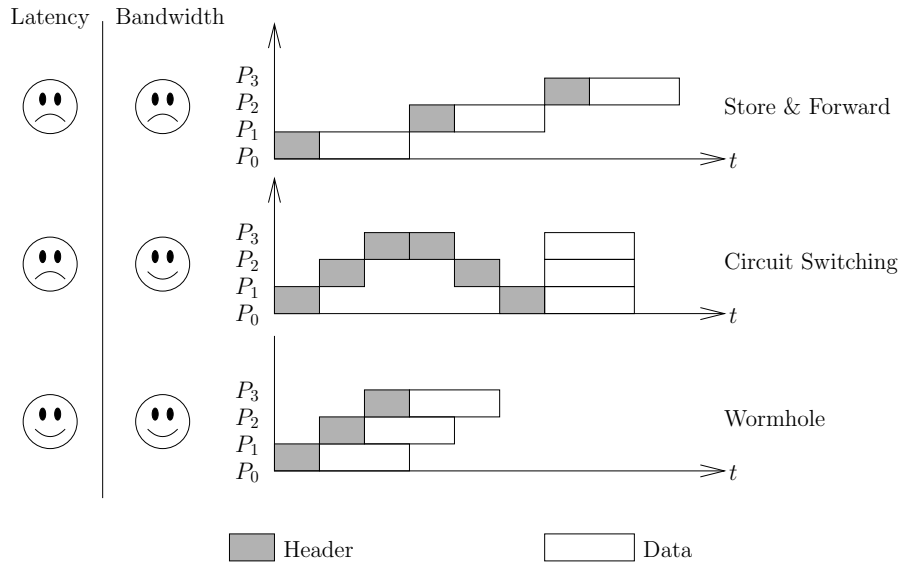 Latency Bandwidth
P3
P2
P1
P0
t
Store & Forward
P3
P2
P1
P0
t
Circuit Switching
P3
P2
P1
P0
t
Wormhole
Header
Data